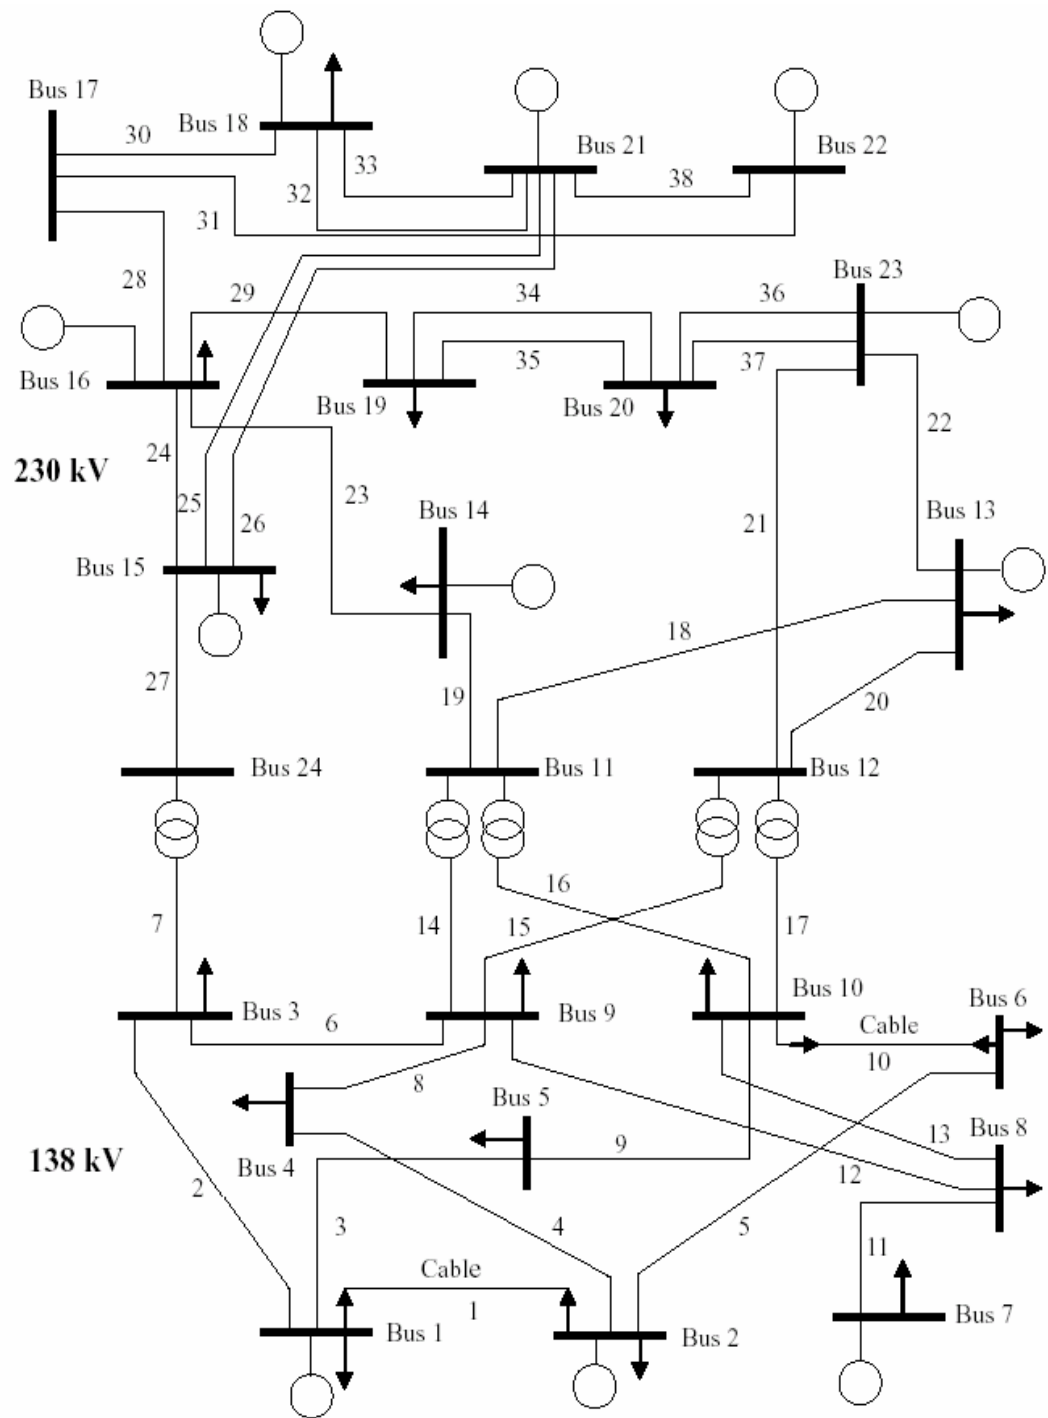 Bus 17
30
Bus 18
33
32
Bus 21
38
Bus 22
31
28
29
34
36
Bus 23
35
37
Bus 16
Bus 19
Bus 20
22
24
230 kV
25
26
23
Bus 14
21
Bus 13
Bus 15
18
27
19
20
Bus 24
Bus 11
Bus 12
16
7
14
15
17
Bus 3
6
Bus 9
Bus 10
Bus 6
Cable
10
8
Bus 5
13
Bus 8
138 kV
Bus 4
9
12
2
3
4
5
11
Cable
1
Bus 1
Bus 2
Bus 7